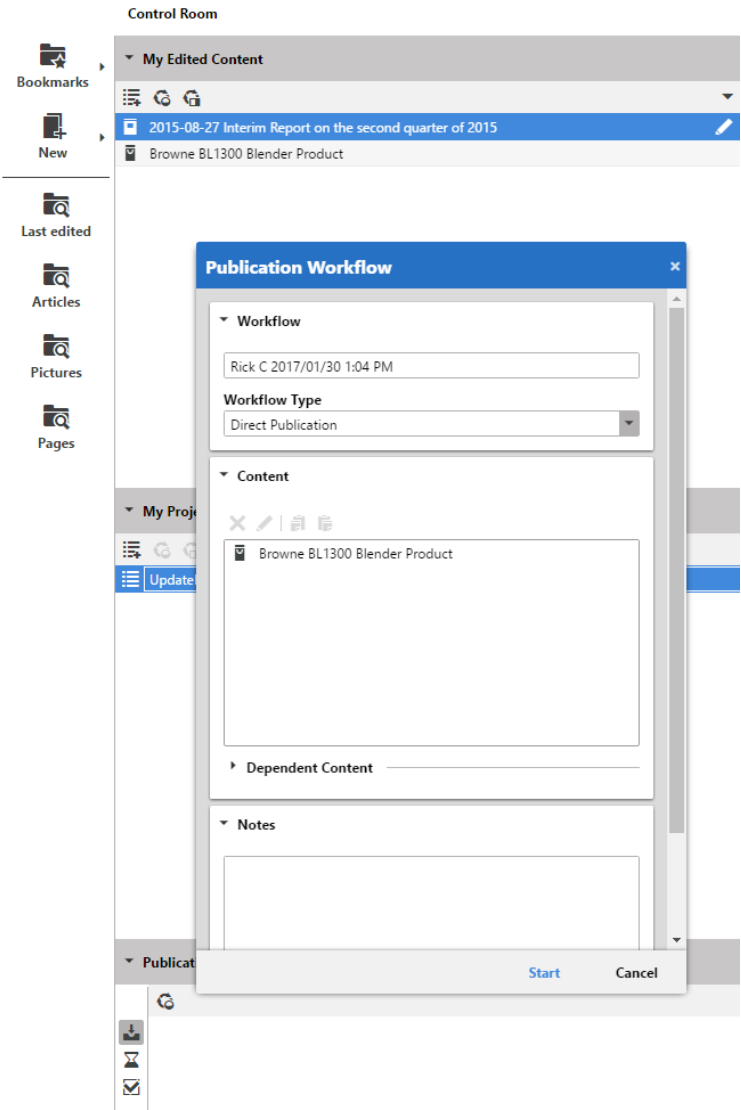 Control Room
Bookmarks
New
Last edited
Articles
Pictures
Pages
My Edited Content
2015-08-27 Interim Report on the second quarter of 2015
Browne BL1300 Blender Product
My Proje
Update
Publicat
Publication Workflow
Workflow
Rick C 2017/01/30 1:04 PM
Workflow Type
Direct Publication
Content
Browne BL1300 Blender Product
Dependent Content
Notes
Start Cancel